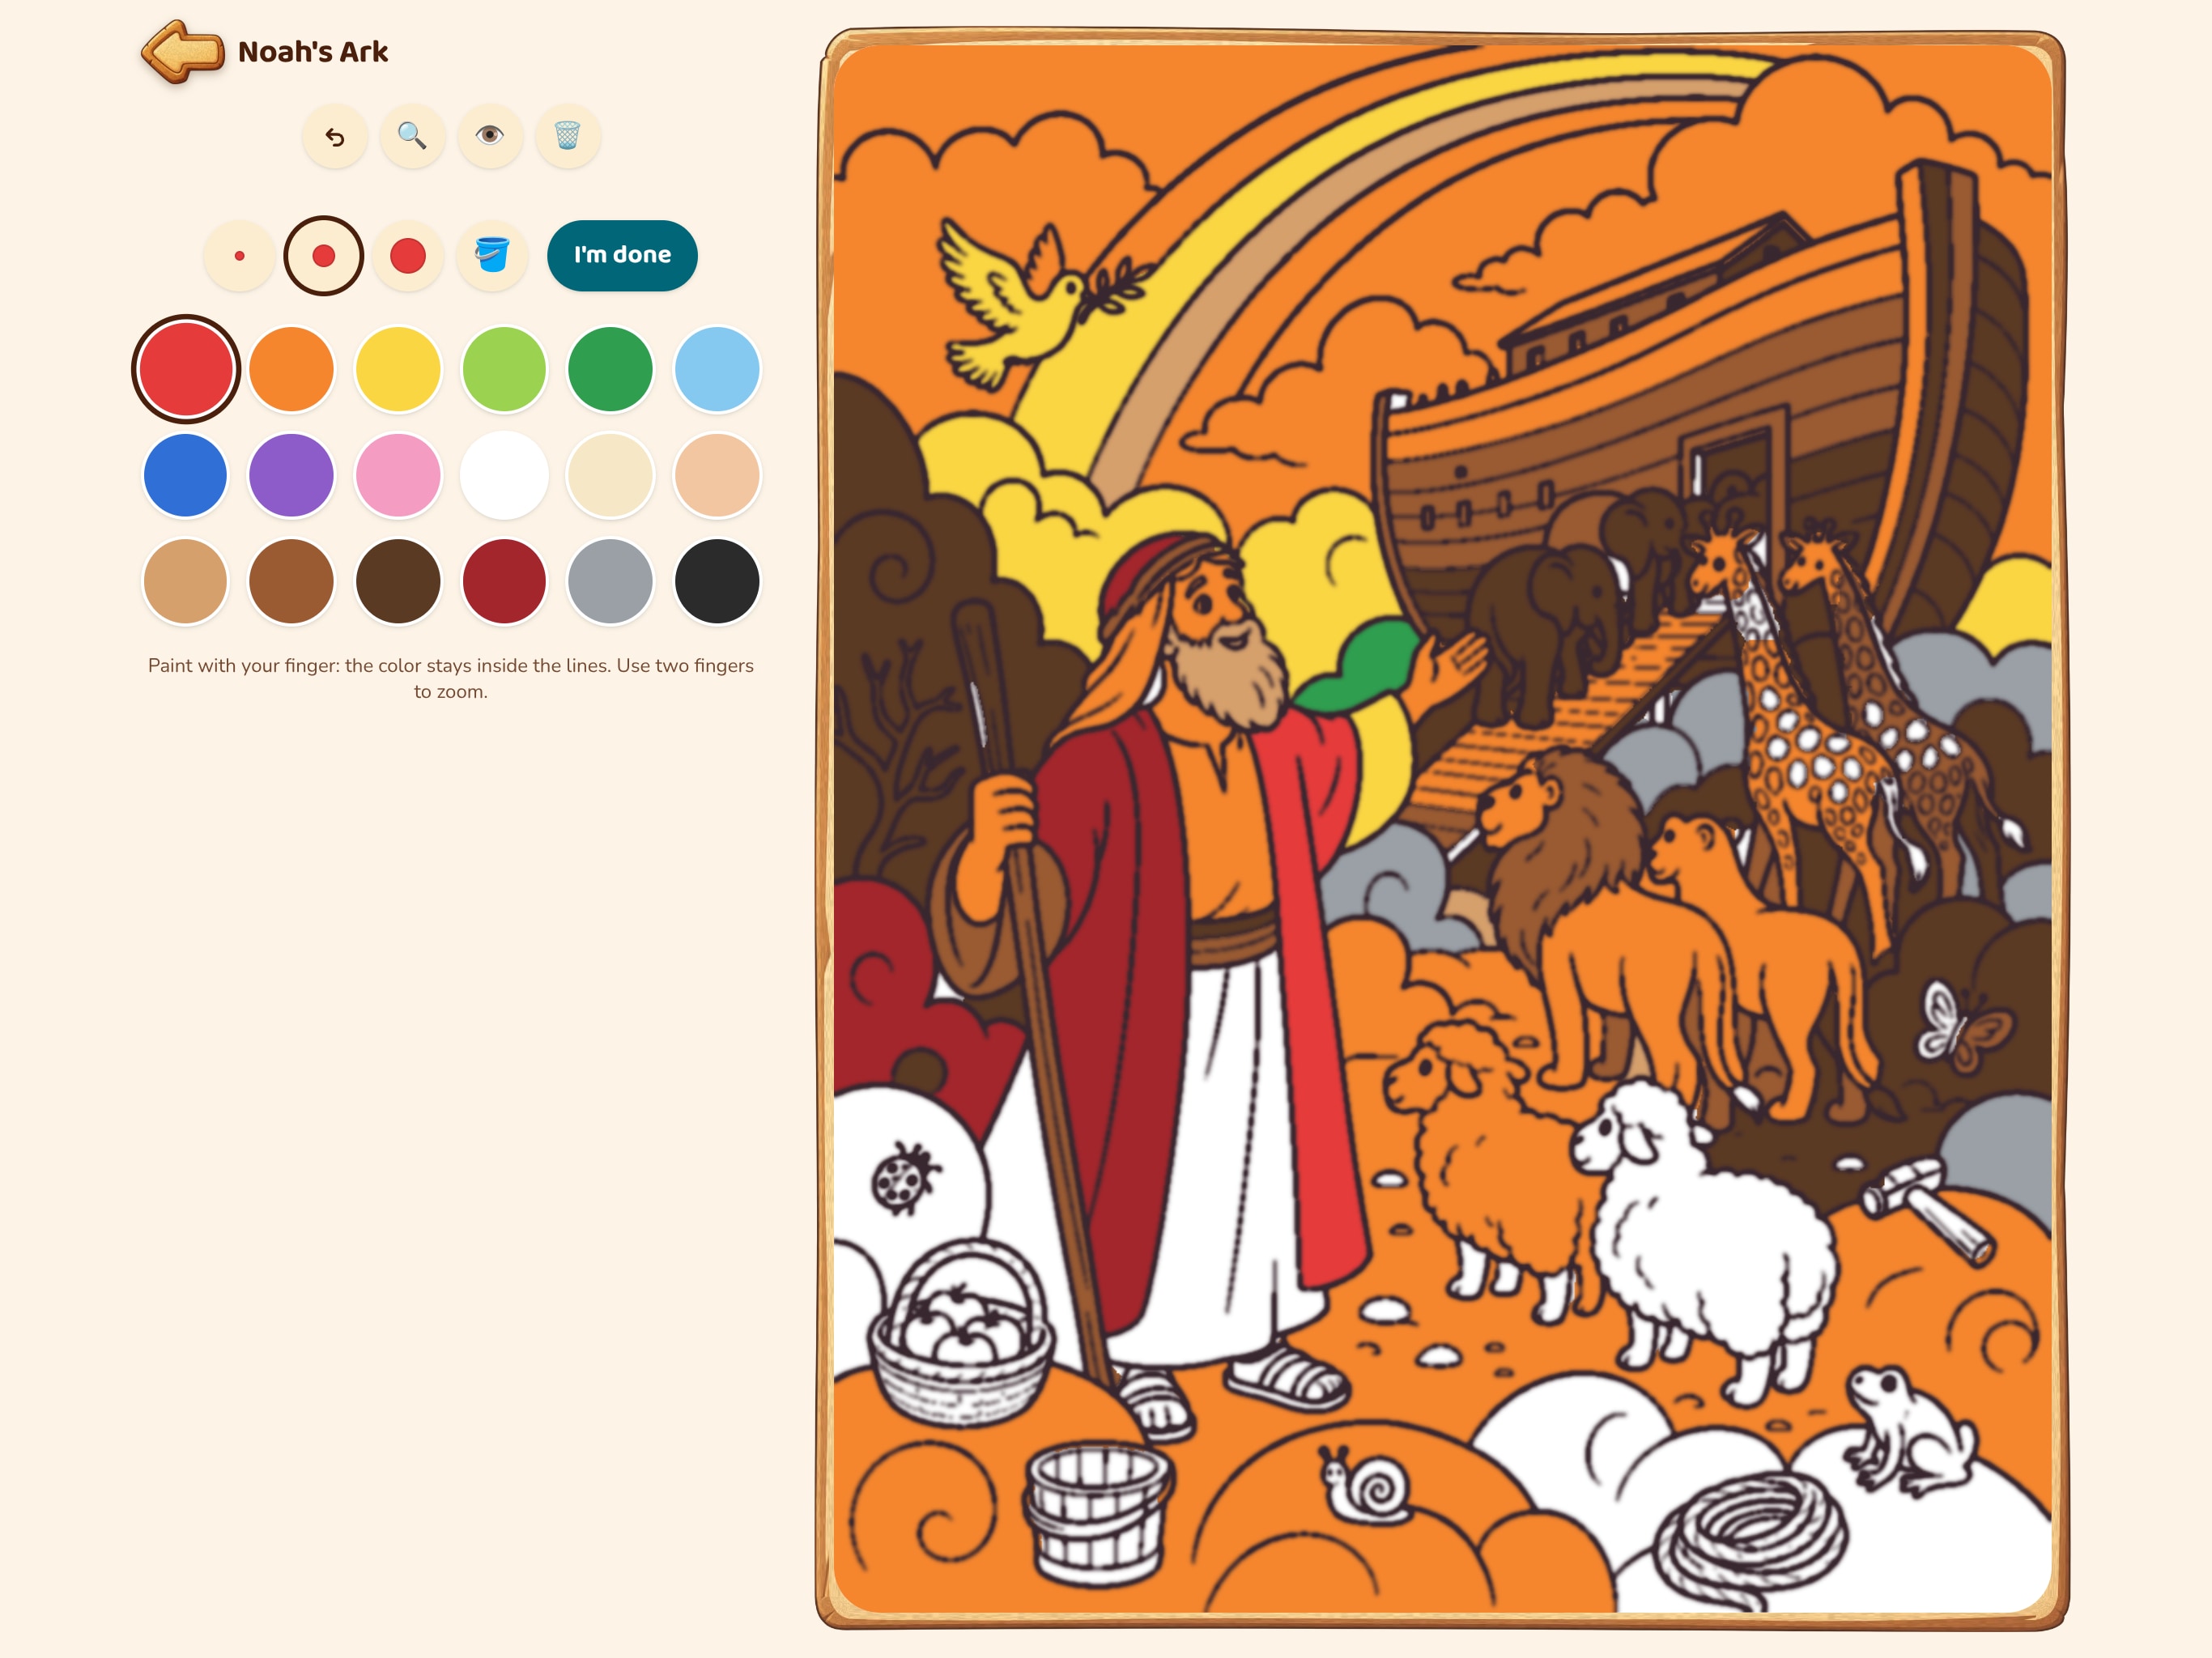 Noah's Ark
I'm done
Paint with your finger: the color stays inside the lines. Use two fingers
to zoom.